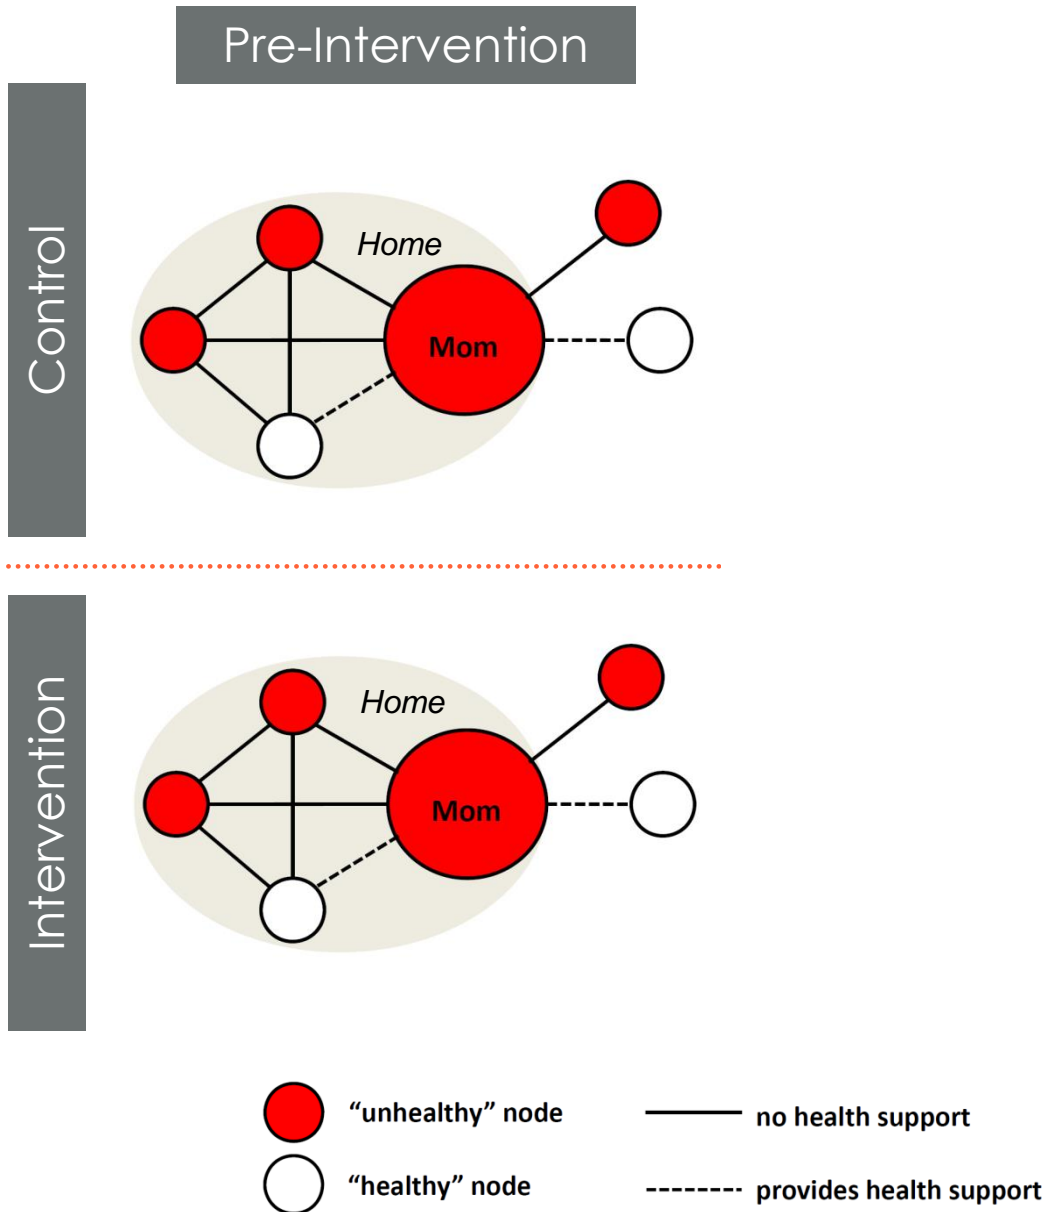 Pre-Intervention
Control
Home
Mom
Intervention
Home
Mom
“unhealthy” node
no health support
“healthy” node
provides health support